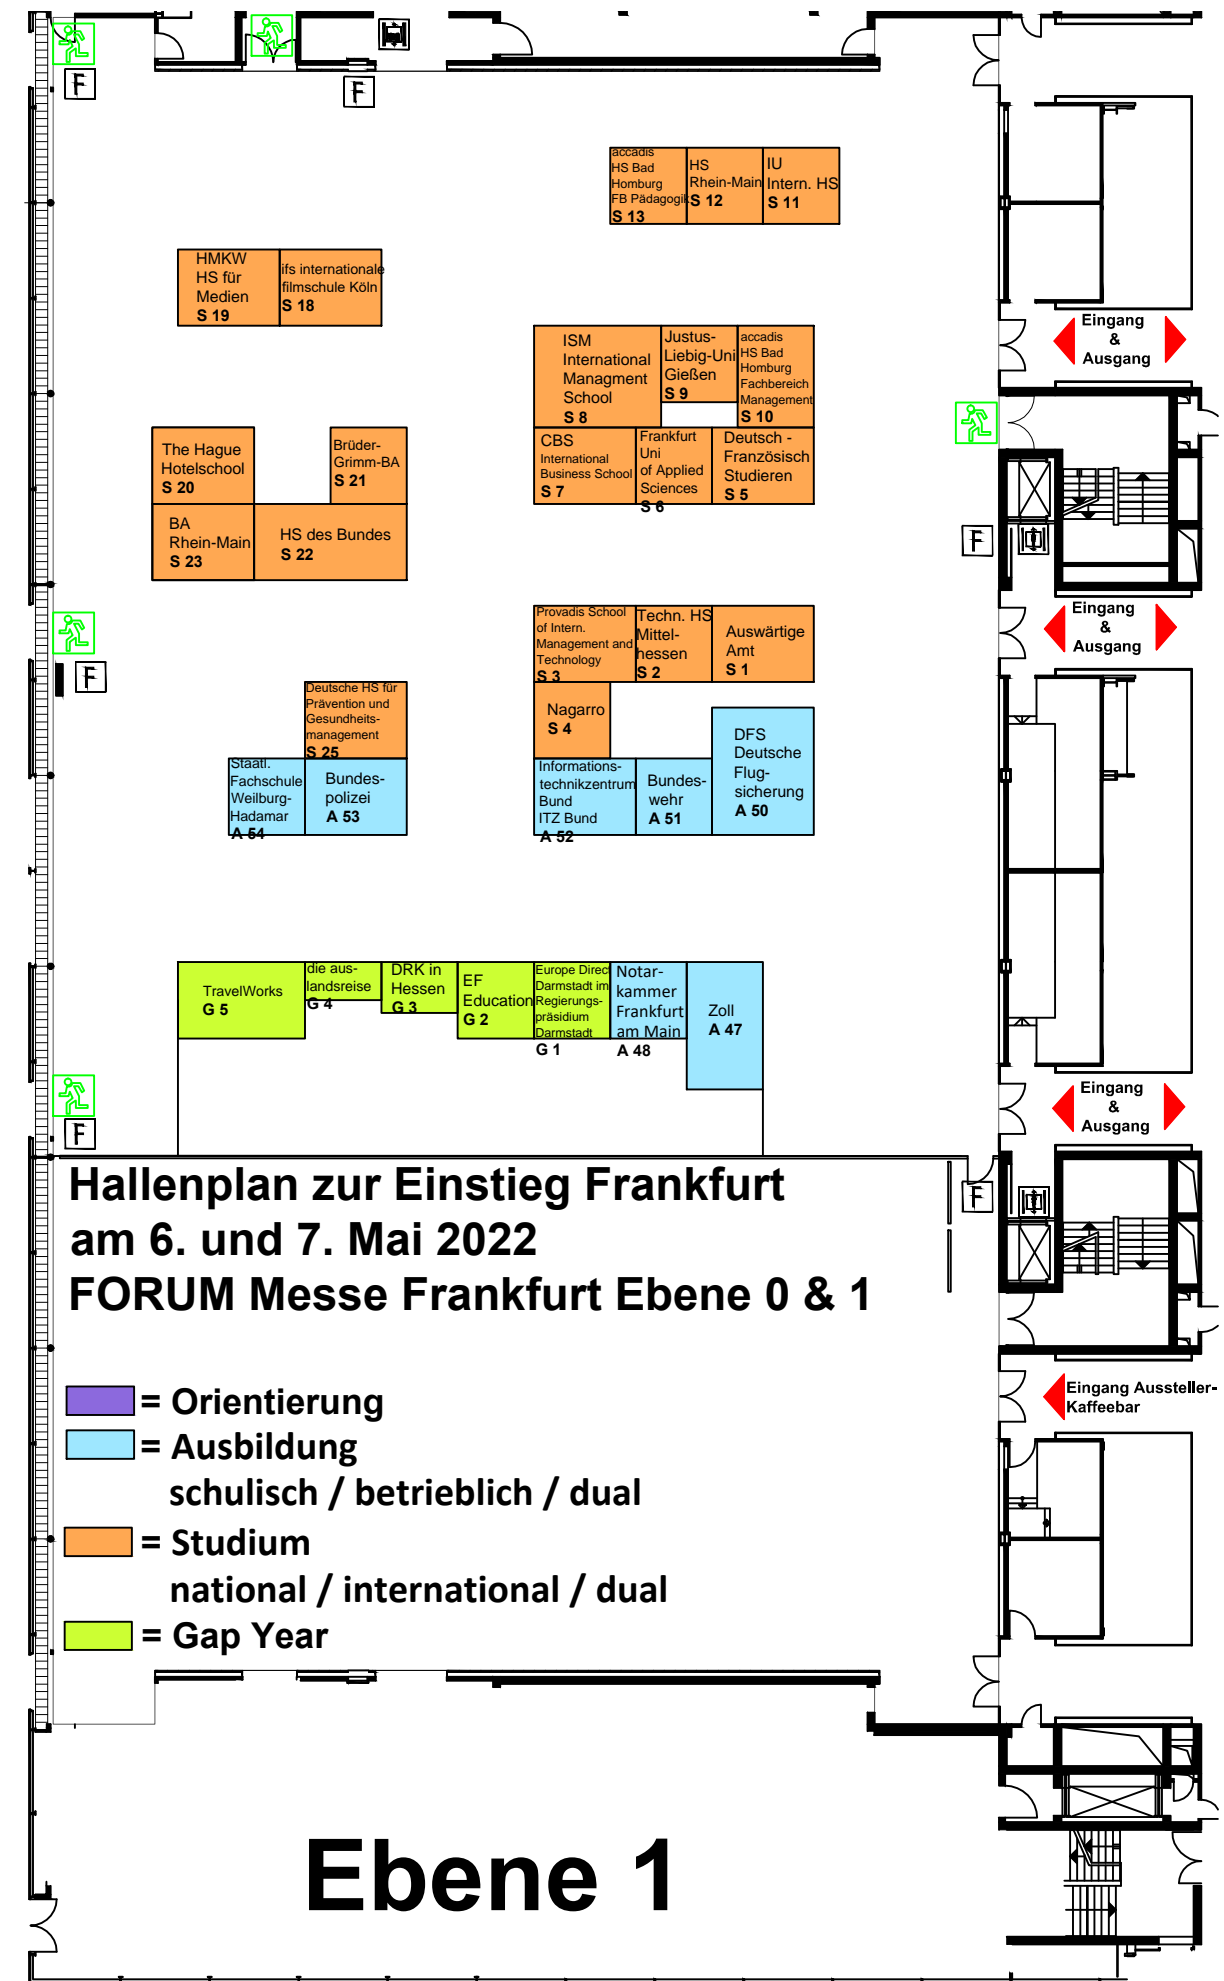 F
F
accadis
HS Bad
Homburg
FB Pädagogik
S 13
HS
Rhein-Main
S 12
IU
Intern. HS
S 11
HMKW
HS für
Medien
S 19
ifs internationale
filmschule Köln
S 18
Eingang
&
Ausgang
ISM
International
Managment
School
S 8
Justus-
Liebig-Uni
Gießen
S 9
accadis
HS Bad
Homburg
Fachbereich
Management
S 10
The Hague
Hotelschool
S 20
Brüder-
Grimm-BA
S 21
CBS
International
Business School
S 7
Frankfurt
Uni
of Applied
Sciences
S 6
Deutsch -
Französisch
Studieren
S 5
BA
Rhein-Main
S 23
HS des Bundes
S 22
F
Eingang
&
Ausgang
Provadis School
of Intern.
Management and
Technology
S 3
Techn. HS
Mittel-
hessen
S 2
Auswärtige
Amt
S 1
F
Deutsche HS für
Prävention und
Gesundheits-
management
S 25
Nagarro
S 4
DFS
Deutsche
Flug-
sicherung
A 50
Staatl.
Fachschule
Weilburg-
Hadamar
A 54
Bundes-
polizei
A 53
Informations-
technikzentrum
Bund
ITZ Bund
A 52
Bundes-
wehr
A 51
TravelWorks
G 5
die aus-
landsreise
G 4
DRK in
Hessen
G 3
EF
Education
G 2
Europe Direct
Darmstadt im
Regierungs-
präsidium
Darmstadt
G 1
Notar-
kammer
Frankfurt
am Main
A 48
Zoll
A 47
Eingang
&
Ausgang
F
Hallenplan zur Einstieg Frankfurt
am 6. und 7. Mai 2022
FORUM Messe Frankfurt Ebene 0 & 1
F
= Orientierung
= Ausbildung
schulisch / betrieblich / dual
= Studium
national / international / dual
= Gap Year
Eingang Aussteller-
Kaffeebar
Ebene 1